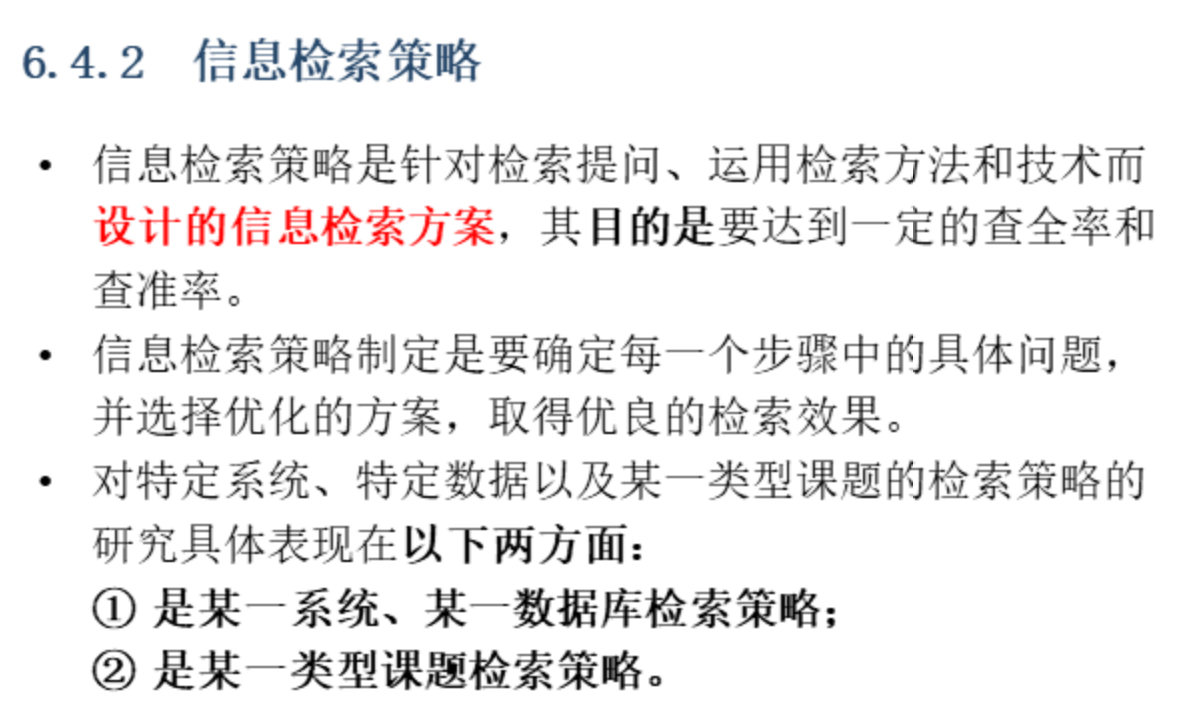 6.4.2 信息检索策略
• 信息检索策略是针对检索提问、运用检索方法和技术而
设计的信息检索方案，其目的是要达到一定的查全率和
查准率。
• 信息检索策略制定是要确定每一个步骤中的具体问题，
并选择优化的方案，取得优良的检索效果。
• 对特定系统、特定数据以及某一类型课题的检索策略的
研究具体表现在以下两方面：
① 是某一系统、某一数据库检索策略；
② 是某一类型课题检索策略。